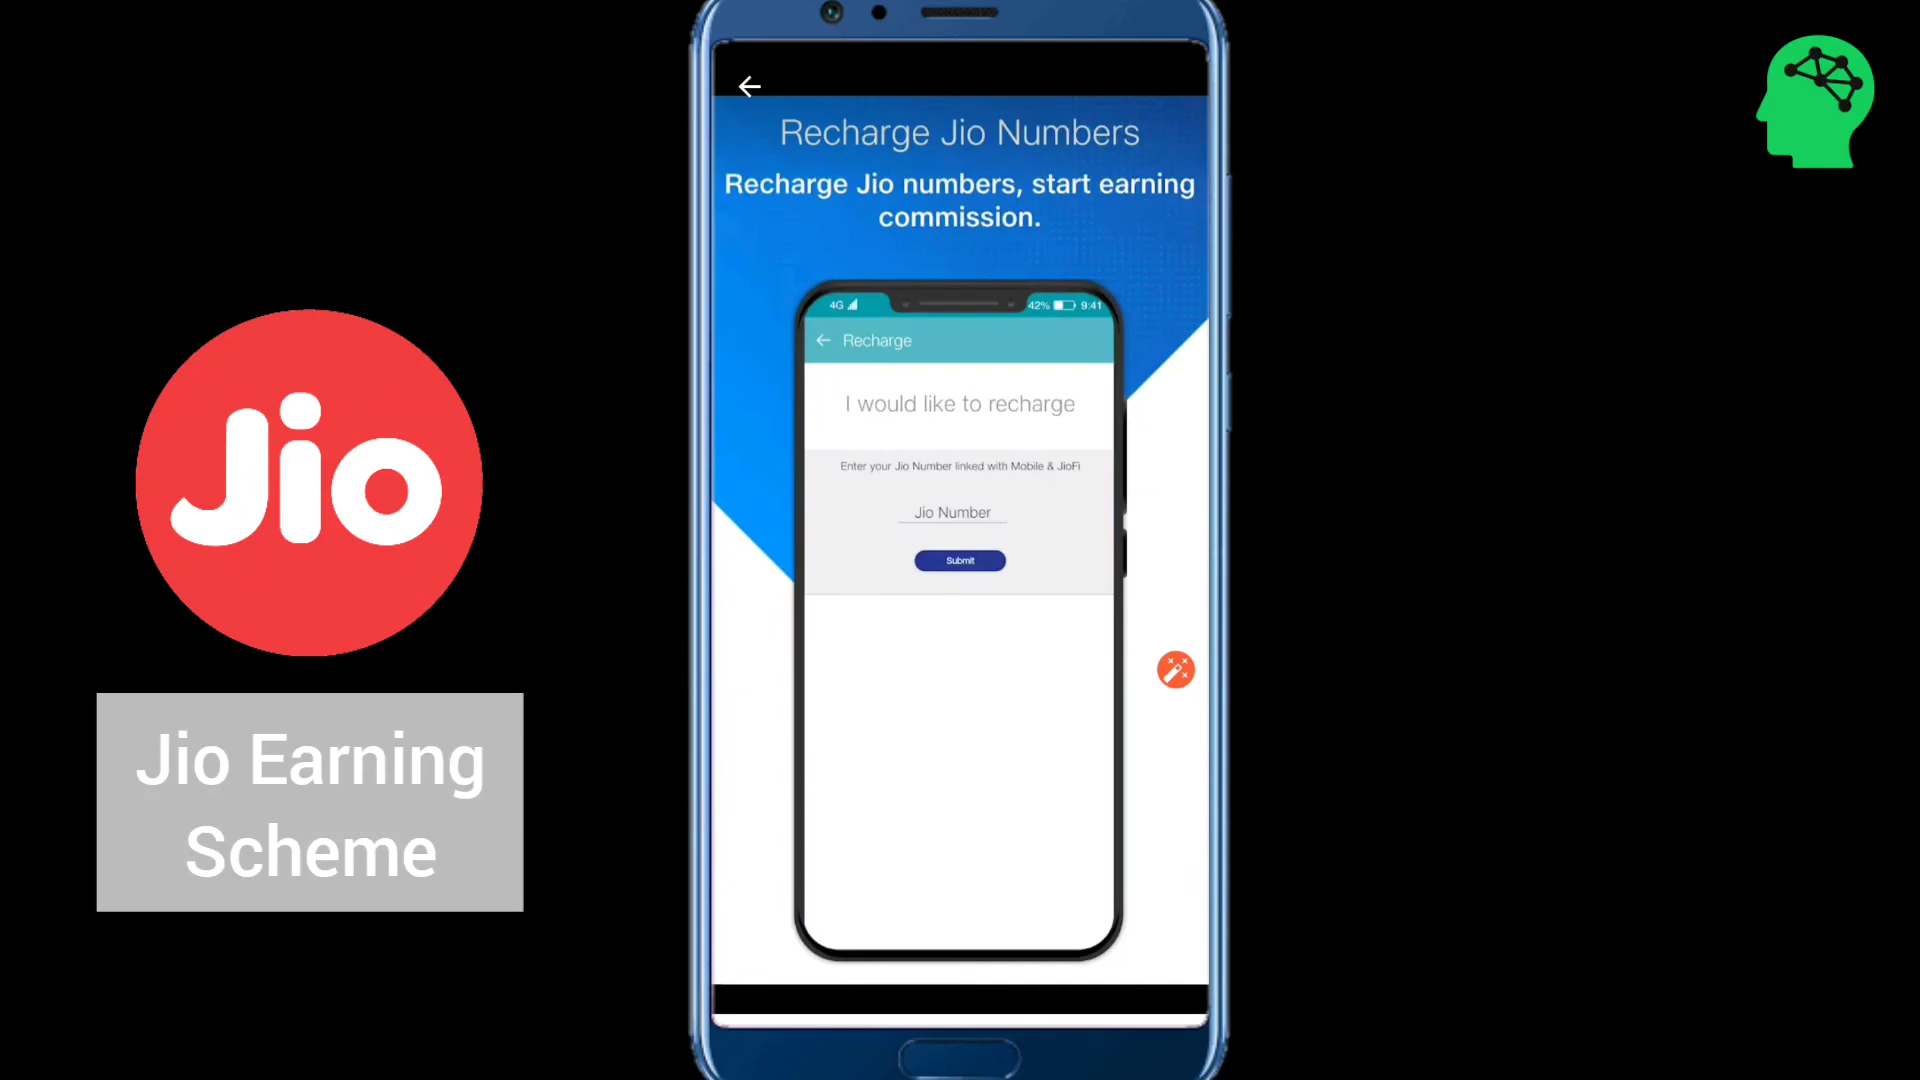 Recharge Jio Numbers
Recharge Jio numbers, start earning
commission.
4G 42% 9:41
Recharge
I would like to recharge
Enter your Jio Number linked with Mobile & JioFi
Jio Number
Submit
Jio
Jio Earning
Scheme